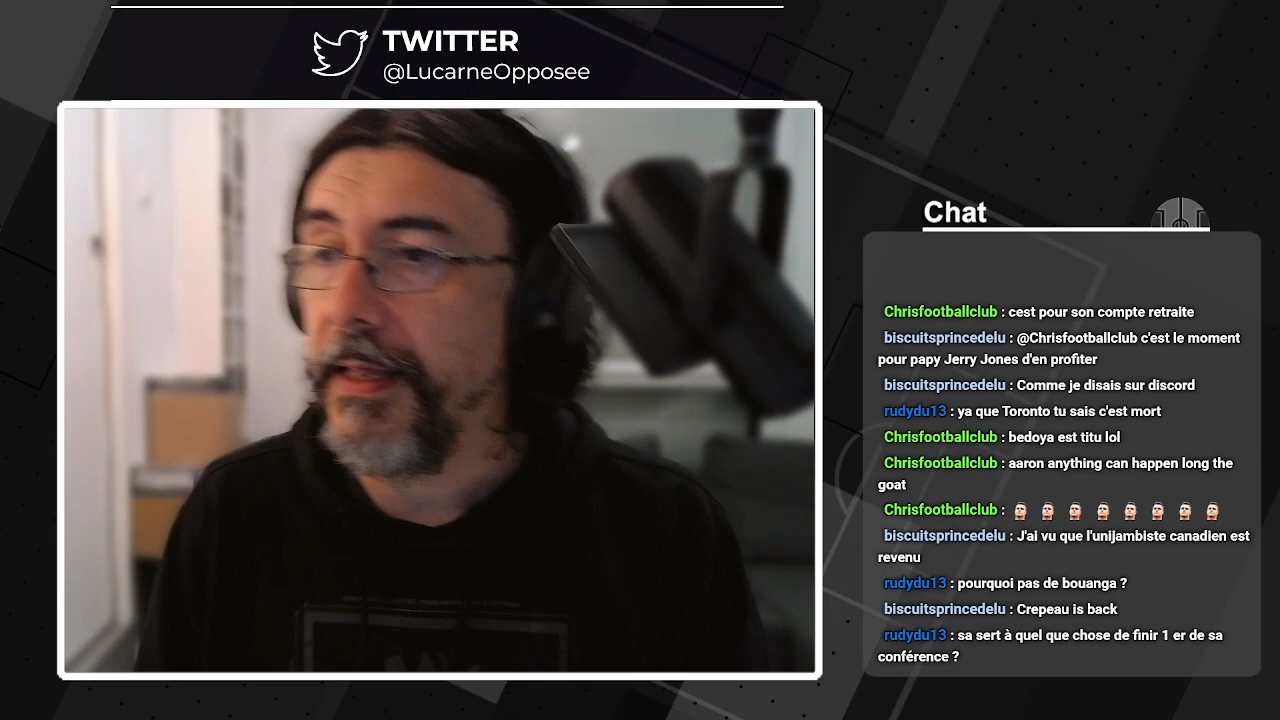 TWITTER
@LucarneOpposee
Chat
Chrisfootballclub : cest pour son compte retraite
biscuitsprincedelu : @Chrisfootballclub c'est le moment
pour papy Jerry Jones d'en profiter
biscuitsprincedelu : Comme je disais sur discord
rudydu13 : ya que Toronto tu sais c'est mort
Chrisfootballclub : bedoya est titu lol
Chrisfootballclub : aaron anything can happen long the
goat
Chrisfootballclub :
biscuitsprincedelu : J'ai vu que l'unijambiste canadien est
revenu
rudydu13 : pourquoi pas de bouanga ?
biscuitsprincedelu : Crepeau is back
rudydu13 : sa sert à quel que chose de finir 1 er de sa
conférence ?